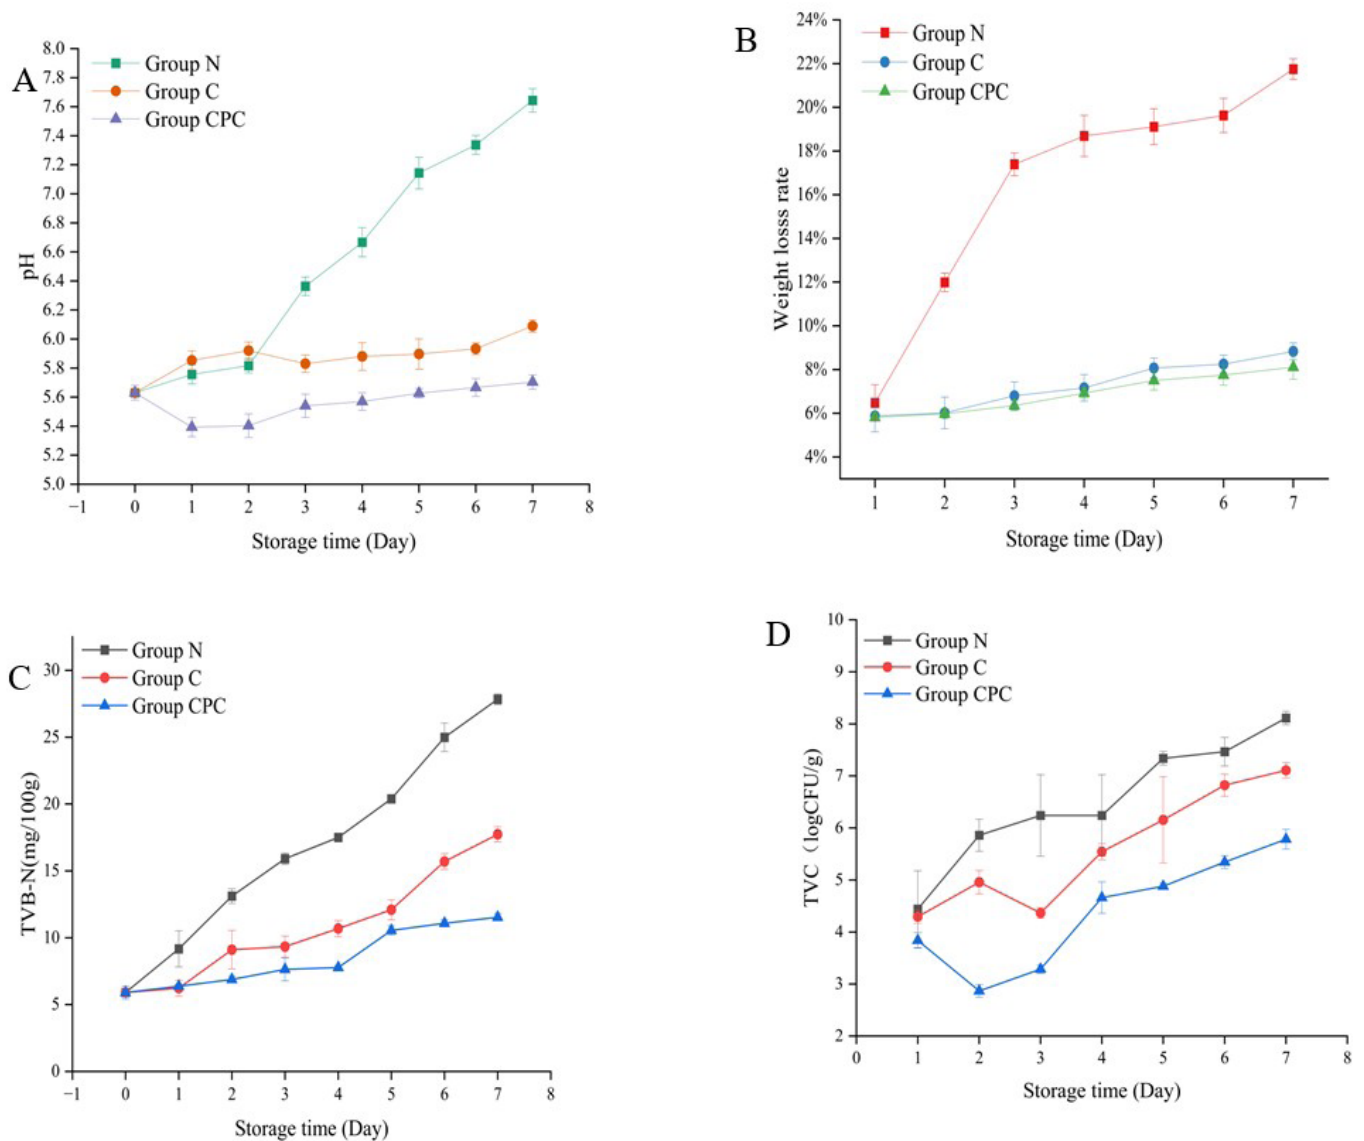 A
8.0
7.8
7.6
7.4
7.2
7.0
6.8
6.6
6.4
6.2
6.0
5.8
5.6
5.4
5.2
5.0
pH
Group N
Group C
Group CPC
−1 0 1 2 3 4 5 6 7 8
Storage time (Day)
B
24%
22%
20%
18%
16%
14%
12%
10%
8%
6%
4%
Weight losss rate
Group N
Group C
Group CPC
1 2 3 4 5 6 7
Storage time (Day)
C
30
25
20
15
10
5
0
TVB-N(mg/100g)
Group N
Group C
Group CPC
−1 0 1 2 3 4 5 6 7 8
Storage time (Day)
D
10
9
8
7
6
5
4
3
2
TVC（logCFU/g)
Group N
Group C
Group CPC
0 1 2 3 4 5 6 7 8
Storage time (Day)